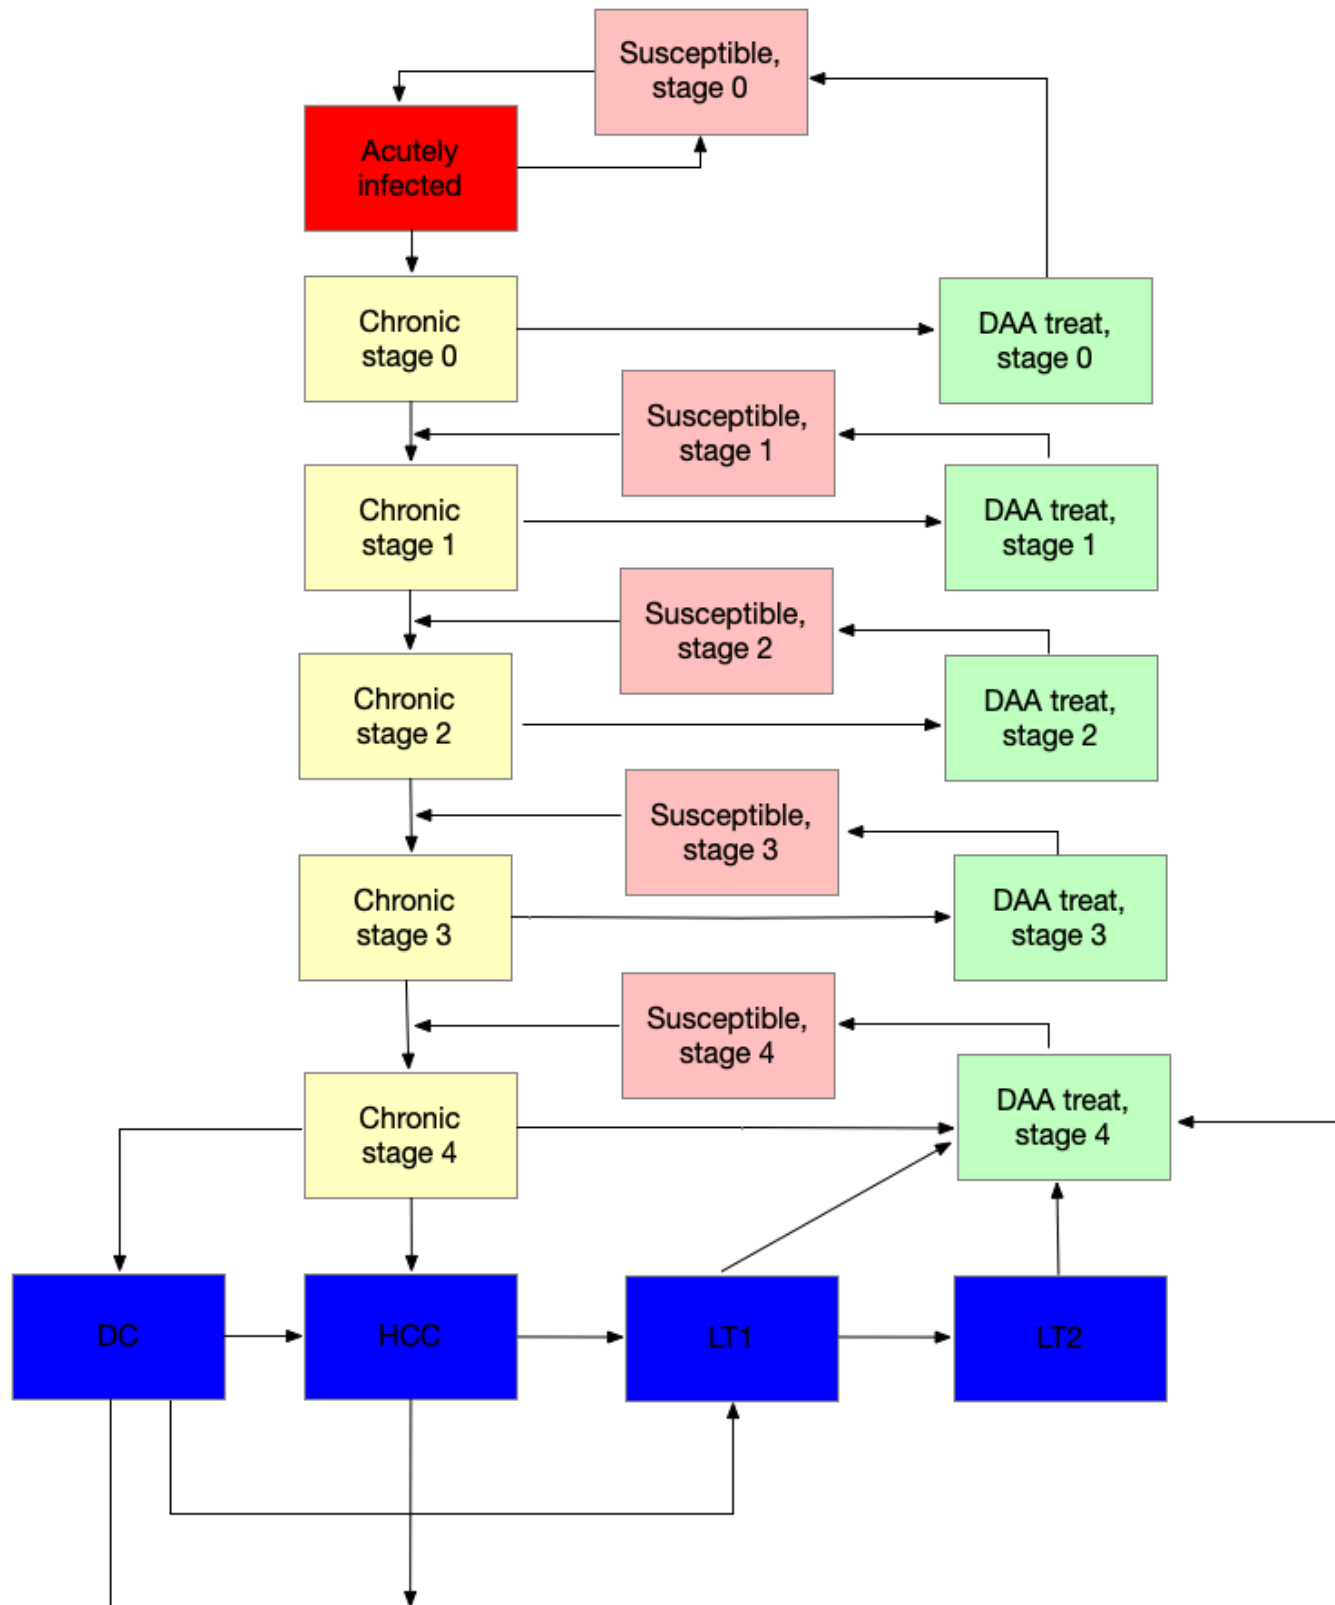 Susceptible,
stage 0
Acutely
infected
Chronic
stage 0
DAA treat,
stage 0
Susceptible,
stage 1
Chronic
stage 1
DAA treat,
stage 1
Susceptible,
stage 2
Chronic
stage 2
DAA treat,
stage 2
Susceptible,
stage 3
Chronic
stage 3
DAA treat,
stage 3
Susceptible,
stage 4
Chronic
stage 4
DAA treat,
stage 4
DC
HCC
LT1
LT2